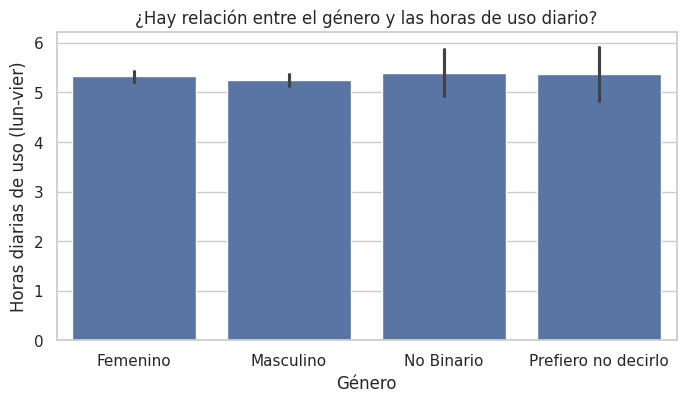 ¿Hay relación entre el género y las horas de uso diario?
Horas diarias de uso (lun-vier)
6
5
4
3
2
1
0
Femenino
Masculino
No Binario
Prefiero no decirlo
Género